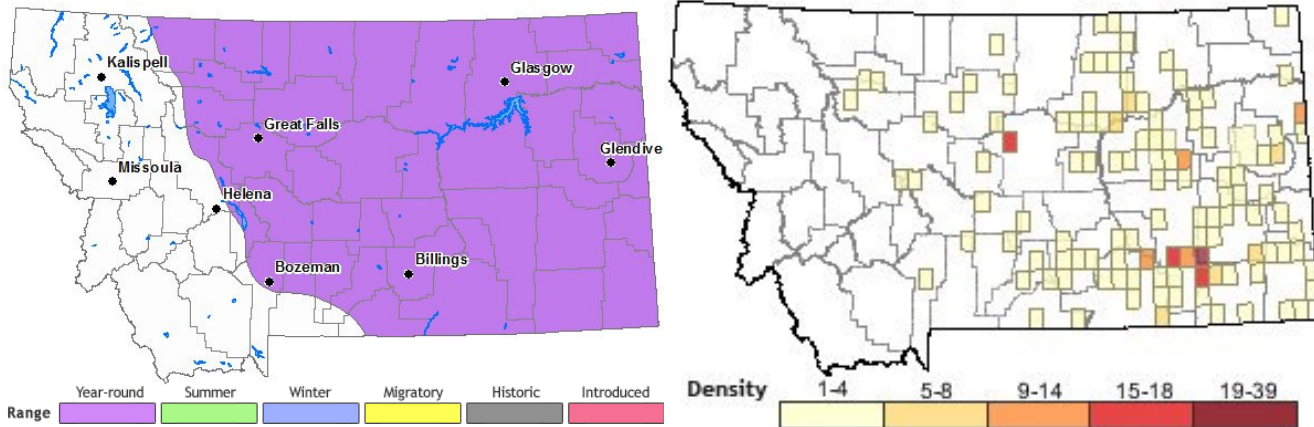 Kalispell
Glasgow
Great Falls
Glendive
Missoula
Helena
Bozeman
Billings
Year-round Summer Winter Migratory Historic Introduced
Range
Density 1-4 5-8 9-14 15-18 19-39